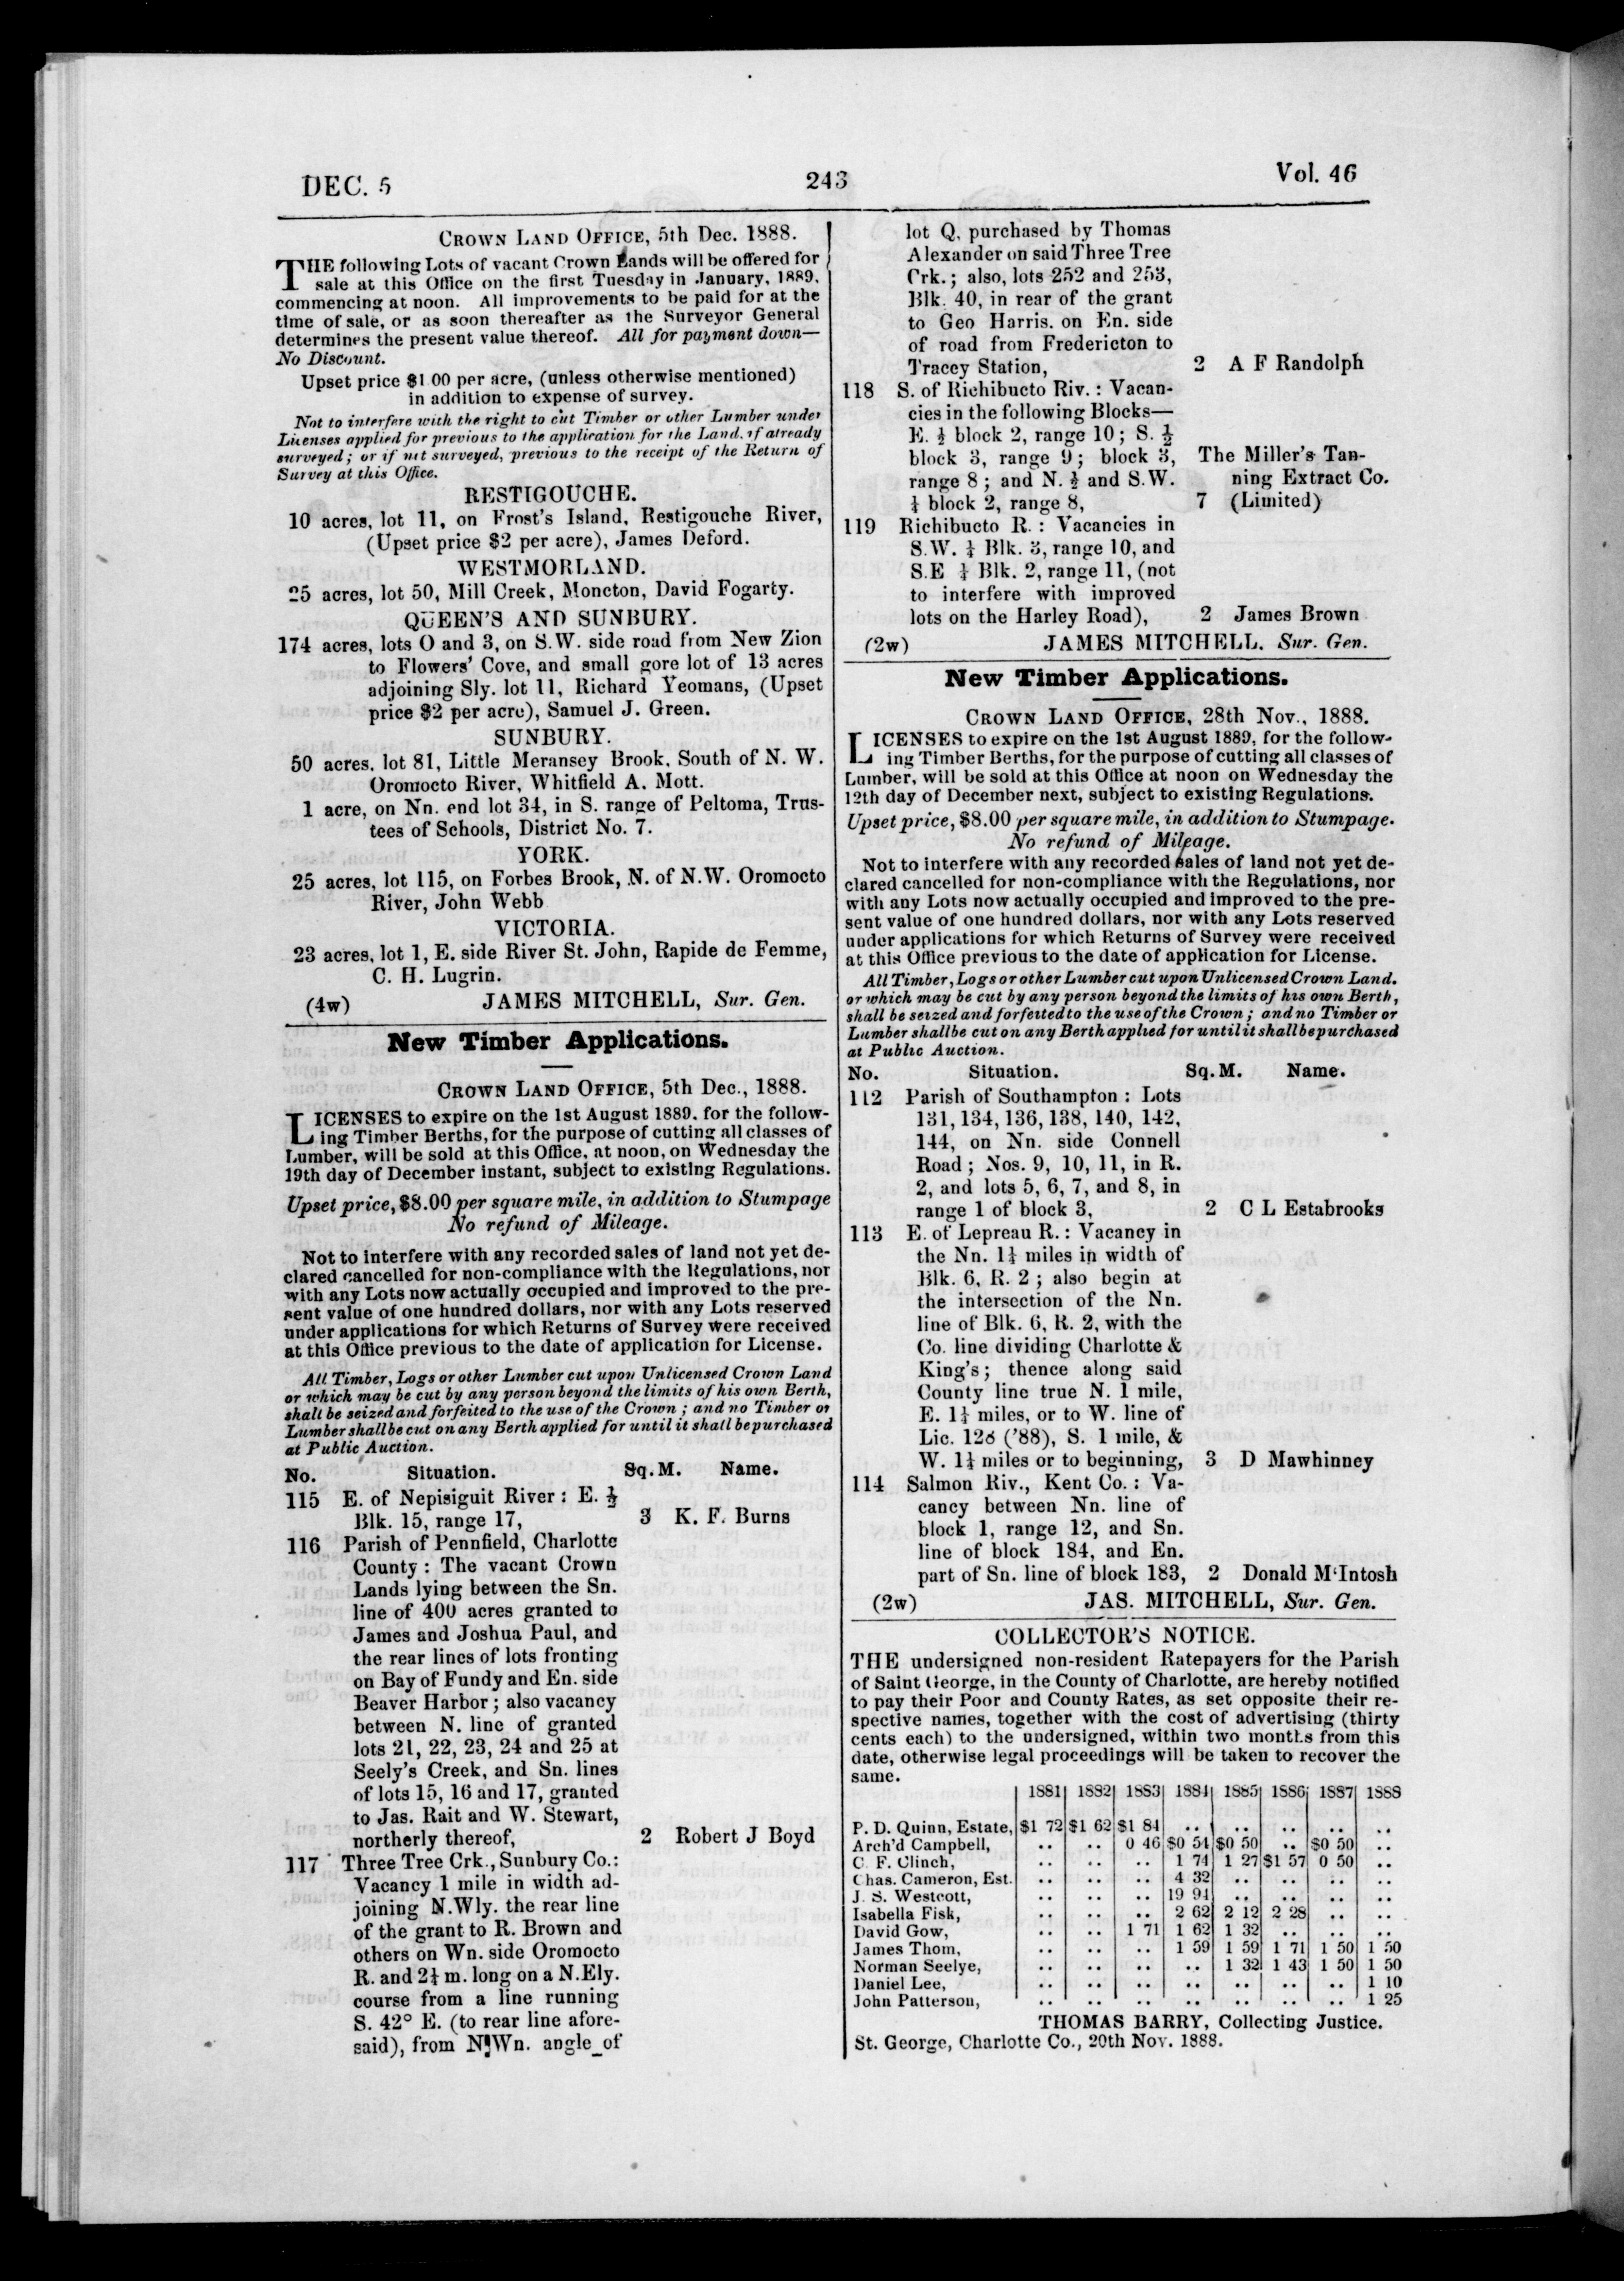 DEC. 5
243
Vol. 46
CROWN LAND OFFICE, 5th Dec. 1888.
THE following Lots of vacant Crown Lands will be offered for
sale at this Office on the first Tuesday in January, 1889,
commencing at noon. All improvements to be paid for at the
time of sale, or as soon thereafter as the Surveyor General
determines the present value thereof. All for payment down—
No Discount.
Upset price $1 00 per acre, (unless otherwise mentioned)
in addition to expense of survey.
Not to interfere with the right to cut Timber or other Lumber under
Licenses applied for previous to the application for the Land, if already
surveyed; or if not surveyed, previous to the receipt of the Return of
Survey at this Office.
RESTIGOUCHE.
10 acres, lot 11, on Frost's Island, Restigouche River,
(Upset price $2 per acre), James Deford.
WESTMORLAND.
25 acres, lot 50, Mill Creek, Moncton, David Fogarty.
QUEEN'S AND SUNBURY.
174 acres, lots O and 3, on S.W. side road from New Zion
to Flowers' Cove, and small gore lot of 13 acres
adjoining Sly. lot 11, Richard Yeomans, (Upset
price $2 per acre), Samuel J. Green.
SUNBURY.
50 acres, lot 81, Little Meransey Brook, South of N. W.
Oromocto River, Whitfield A. Mott.
1 acre, on Nn. end lot 34, in S. range of Peltoma, Trus-
tees of Schools, District No. 7.
YORK.
25 acres, lot 115, on Forbes Brook, N. of N.W. Oromocto
River, John Webb
VICTORIA.
23 acres, lot 1, E. side River St. John, Rapide de Femme,
C. H. Lugrin.
(4w) JAMES MITCHELL, Sur. Gen.
New Timber Applications.
CROWN LAND OFFICE, 5th Dec., 1888.
LICENSES to expire on the 1st August 1889. for the follow-
ing Timber Berths, for the purpose of cutting all classes of
Lumber, will be sold at this Office, at noon, on Wednesday the
19th day of December instant, subject to existing Regulations.
Upset price, $8.00 per square mile, in addition to Stumpage
No refund of Mileage.
Not to interfere with any recorded sales of land not yet de-
clared cancelled for non-compliance with the Regulations, nor
with any Lots now actually occupied and improved to the pre-
sent value of one hundred dollars, nor with any Lots reserved
under applications for which Returns of Survey were received
at this Office previous to the date of application for License.
All Timber, Logs or other Lumber cut upon Unlicensed Crown Land
or which may be cut by any person beyond the limits of his own Berth,
shall be seized and forfeited to the use of the Crown; and no Timber or
Lumber shall be cut on any Berth applied for until it shall be purchased
at Public Auction.
No. Situation. Sq. M. Name.
115 E. of Nepisiguit River: E. ½
Blk. 15, range 17, 3 K. F. Burns
116 Parish of Pennfield, Charlotte
County: The vacant Crown
Lands lying between the Sn.
line of 400 acres granted to
James and Joshua Paul, and
the rear lines of lots fronting
on Bay of Fundy and En. side
Beaver Harbor; also vacancy
between N. line of granted
lots 21, 22, 23, 24 and 25 at
Seely's Creek, and Sn. lines
of lots 15, 16 and 17, granted
to Jas. Rait and W. Stewart,
northerly thereof, 2 Robert J Boyd
117 Three Tree Crk., Sunbury Co.:
Vacancy 1 mile in width ad-
joining N.Wly. the rear line
of the grant to R. Brown and
others on Wn. side Oromocto
R. and 2¼ m. long on a N.Ely.
course from a line running
S. 42° E. (to rear line afore-
said), from N.Wn. angle of
lot Q, purchased by Thomas
Alexander on said Three Tree
Crk.; also, lots 252 and 253,
Blk. 40, in rear of the grant
to Geo Harris. on En. side
of road from Fredericton to
Tracey Station, 2 A F Randolph
118 S. of Richibucto Riv.: Vacan-
cies in the following Blocks—
E. ½ block 2, range 10; S. ½
block 3, range 9; block 3, The Miller's Tan-
range 8; and N. ½ and S.W. ning Extract Co.
¼ block 2, range 8, 7 (Limited)
119 Richibucto R.: Vacancies in
S.W. ¼ Blk. 3, range 10, and
S.E ¼ Blk. 2, range 11, (not
to interfere with improved
lots on the Harley Road), 2 James Brown
(2w) JAMES MITCHELL, Sur. Gen.
New Timber Applications.
CROWN LAND OFFICE, 28th Nov., 1888.
LICENSES to expire on the 1st August 1889, for the follow-
ing Timber Berths, for the purpose of cutting all classes of
Lumber, will be sold at this Office at noon on Wednesday the
12th day of December next, subject to existing Regulations.
Upset price, $8.00 per square mile, in addition to Stumpage.
No refund of Mileage.
Not to interfere with any recorded sales of land not yet de-
clared cancelled for non-compliance with the Regulations, nor
with any Lots now actually occupied and improved to the pre-
sent value of one hundred dollars, nor with any Lots reserved
under applications for which Returns of Survey were received
at this Office previous to the date of application for License.
All Timber, Logs or other Lumber cut upon Unlicensed Crown Land.
or which may be cut by any person beyond the limits of his own Berth,
shall be seized and forfeited to the use of the Crown; and no Timber or
Lumber shall be cut on any Berth applied for until it shall be purchased
at Public Auction.
No. Situation. Sq. M. Name.
112 Parish of Southampton: Lots
131, 134, 136, 138, 140, 142,
144, on Nn. side Connell
Road; Nos. 9, 10, 11, in R.
2, and lots 5, 6, 7, and 8, in
range 1 of block 3, 2 C L Estabrooks
113 E. of Lepreau R.: Vacancy in
the Nn. 1¼ miles in width of
Blk. 6, R. 2; also begin at
the intersection of the Nn.
line of Blk. 6, R. 2, with the
Co. line dividing Charlotte &
King's; thence along said
County line true N. 1 mile,
E. 1¼ miles, or to W. line of
Lic. 128 ('88), S. 1 mile, &
W. 1¼ miles or to beginning, 3 D Mawhinney
114 Salmon Riv., Kent Co.: Va-
cancy between Nn. line of
block 1, range 12, and Sn.
line of block 184, and En.
part of Sn. line of block 183, 2 Donald M'Intosh
(2w) JAS. MITCHELL, Sur. Gen.
COLLECTOR'S NOTICE.
THE undersigned non-resident Ratepayers for the Parish
of Saint George, in the County of Charlotte, are hereby notified
to pay their Poor and County Rates, as set opposite their re-
spective names, together with the cost of advertising (thirty
cents each) to the undersigned, within two months from this
date, otherwise legal proceedings will be taken to recover the
same.
1881 1882 1883 1884 1885 1886 1887 1888
P. D. Quinn, Estate, $1 72 $1 62 $1 84 .. .. .. .. ..
Arch'd Campbell, .. .. 0 46 $0 54 $0 50 .. $0 50 ..
C. F. Clinch, .. .. .. 1 74 1 27 $1 57 0 50 ..
Chas. Cameron, Est. .. .. .. 4 32 .. .. .. ..
J. S. Westcott, .. .. .. 19 94 .. .. .. ..
Isabella Fisk, .. .. .. 2 62 2 12 2 28 .. ..
David Gow, .. .. 1 71 1 62 1 32 .. .. ..
James Thom, .. .. .. 1 59 1 59 1 71 1 50 1 50
Norman Seelye, .. .. .. .. 1 32 1 43 1 50 1 50
Daniel Lee, .. .. .. .. .. .. .. 1 10
John Patterson, .. .. .. .. .. .. .. 1 25
THOMAS BARRY, Collecting Justice.
St. George, Charlotte Co., 20th Nov. 1888.